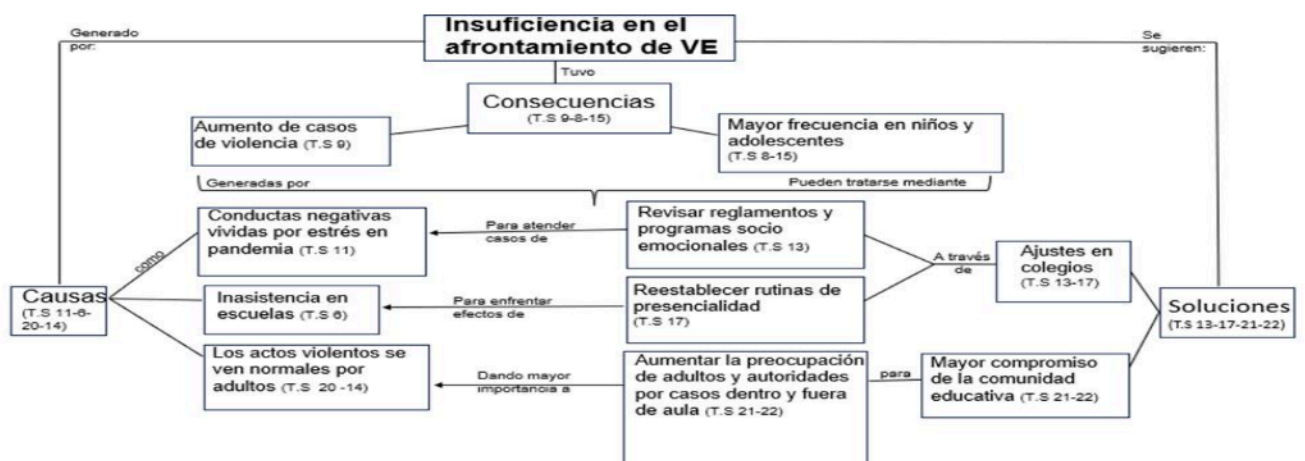 Insuficiencia en el
afrontamiento de VE
Generado
por:
Se
sugieren:
Tuvo
Consecuencias
(T.S 9-8-15)
Aumento de casos
de violencia (T.S 9)
Mayor frecuencia en niños y
adolescentes
(T.S 8-15)
Generadas por
Pueden tratarse mediante
Conductas negativas
vividas por estrés en
pandemia (T.S 11)
Para atender
casos de
Revisar reglamentos y
programas socio
emocionales (T.S 13)
como
A través
de
Ajustes en
colegios
(T.S 13-17)
Causas
(T.S 11-6-
20-14)
Inasistencia en
escuelas (T.S 6)
Para enfrentar
efectos de
Reestablecer rutinas de
presencialidad
(T.S 17)
Soluciones
(T.S 13-17-21-22)
Los actos violentos se
ven normales por
adultos (T.S 20 -14)
Dando mayor
importancia a
Aumentar la preocupación
de adultos y autoridades
por casos dentro y fuera
de aula (T.S 21-22)
para
Mayor compromiso
de la comunidad
educativa (T.S 21-22)